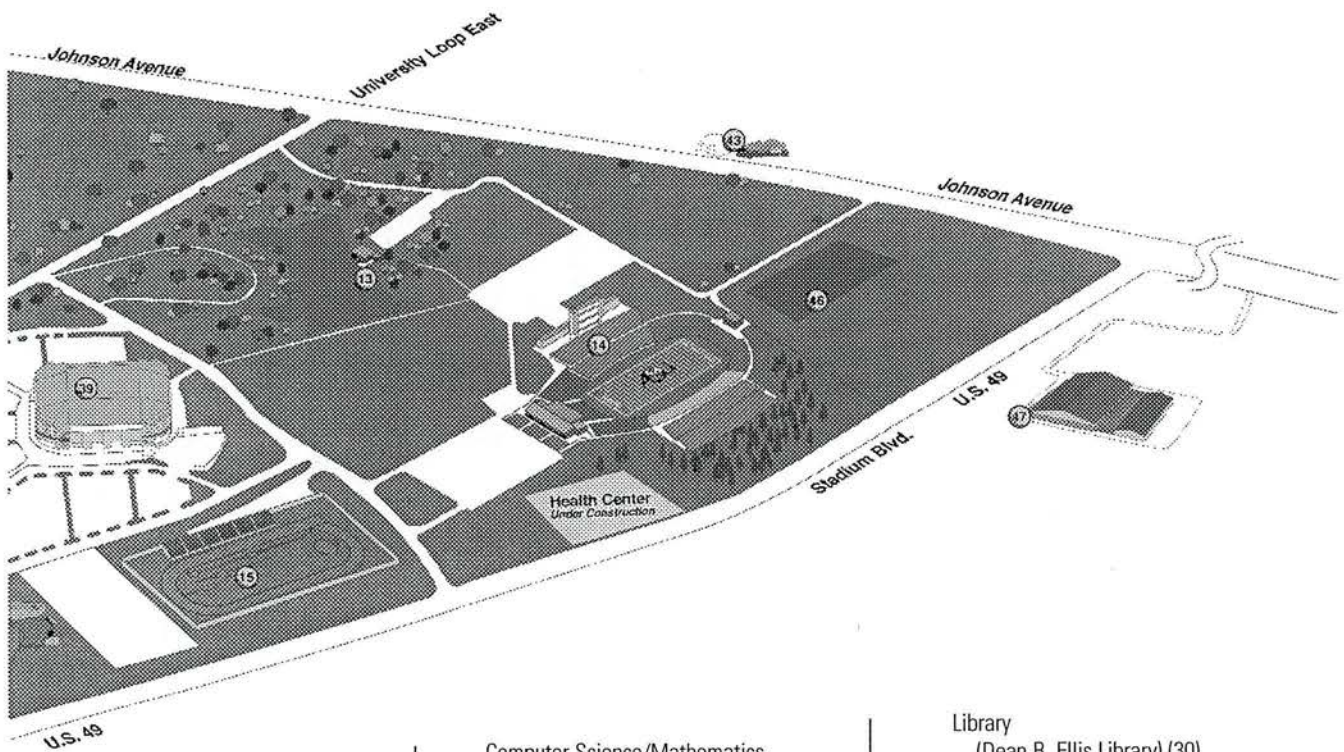 Johnson Avenue
University Loop East
43
Johnson Avenue
13
46
14
39
ASU
47
U.S. 49
Stadium Blvd.
Health Center
Under Construction
15
U.S. 49
Computer Science/Mathematics
Library
(Dean B. Ellis Library) (30)